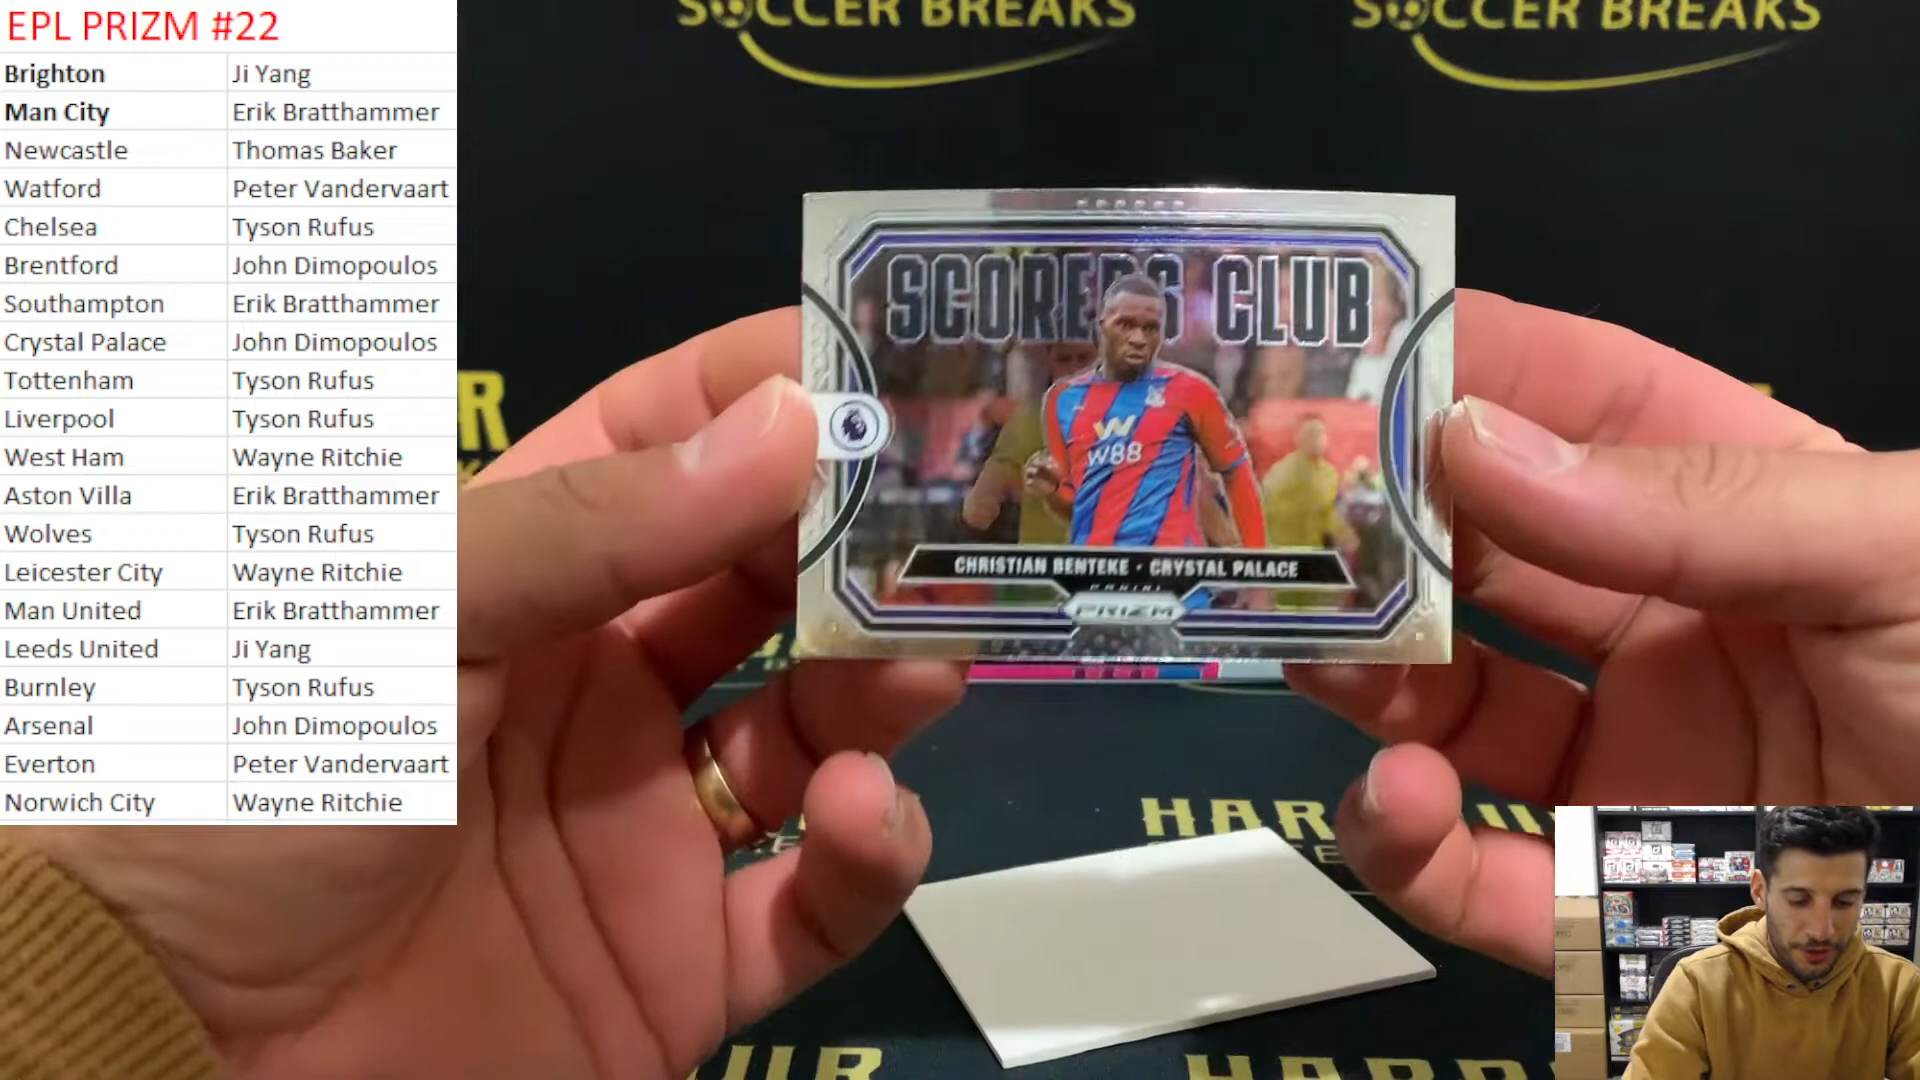 EPL PRIZM #22
Brighton Ji Yang
Man City Erik Bratthammer
Newcastle Thomas Baker
Watford Peter Vandervaart
Chelsea Tyson Rufus
Brentford John Dimopoulos
Southampton Erik Bratthammer
Crystal Palace John Dimopoulos
Tottenham Tyson Rufus
Liverpool Tyson Rufus
West Ham Wayne Ritchie
Aston Villa Erik Bratthammer
Wolves Tyson Rufus
Leicester City Wayne Ritchie
Man United Erik Bratthammer
Leeds United Ji Yang
Burnley Tyson Rufus
Arsenal John Dimopoulos
Everton Peter Vandervaart
Norwich City Wayne Ritchie
SOCCER BREAKS
SOCCER BREAKS
SCORERS CLUB
W88
CHRISTIAN BENTEKE · CRYSTAL PALACE
PANINI
PRIZM